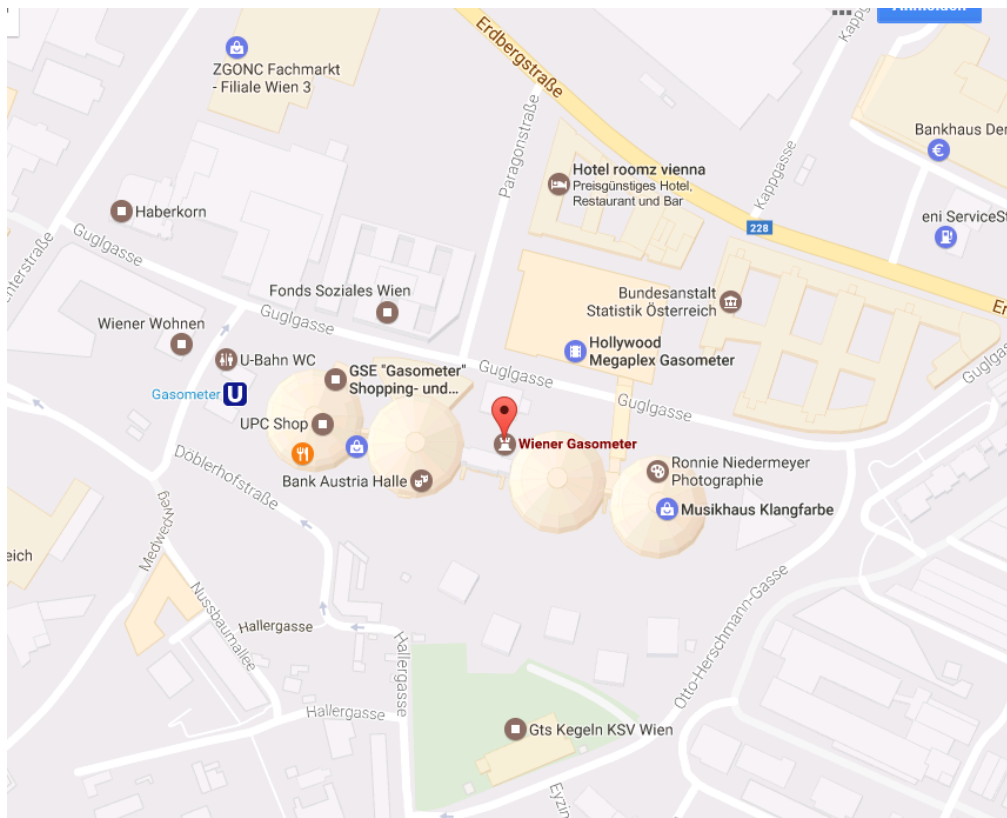 Anmelden
Erdbergstraße
Kappgasse
ZGONC Fachmarkt
- Filiale Wien 3
Bankhaus Der
€
Paragonstraße
Hotel roomz vienna
Preisgünstiges Hotel,
Restaurant und Bar
Kappgasse
Haberkorn
eni ServiceSt
228
Guglgasse
Fonds Soziales Wien
Bundesanstalt
Statistik Österreich
Guglgasse
Wiener Wohnen
Hollywood
Megaplex Gasometer
U-Bahn WC
GSE "Gasometer"
Shopping- und...
Guglgasse
Guglgasse
Guglgasse
Gasometer
U
UPC Shop
Wiener Gasometer
Döblerhofstraße
Bank Austria Halle
Ronnie Niedermeyer
Photographie
Musikhaus Klangfarbe
Medwedweg
eich
Nussbaumallee
Hallergasse
Hallergasse
Hallergasse
Otto-Herschmann-Gasse
Gts Kegeln KSV Wien
Eyzin